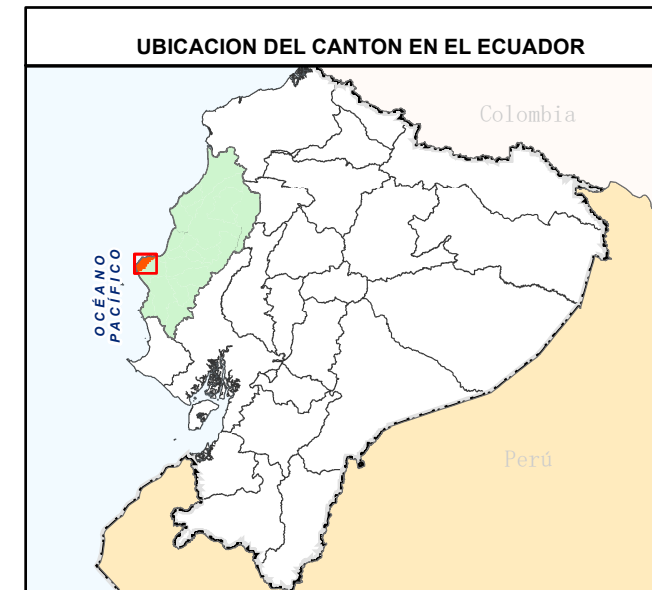 UBICACION DEL CANTON EN EL ECUADOR
Colombia
OCÉANO
PACÍFICO
Perú